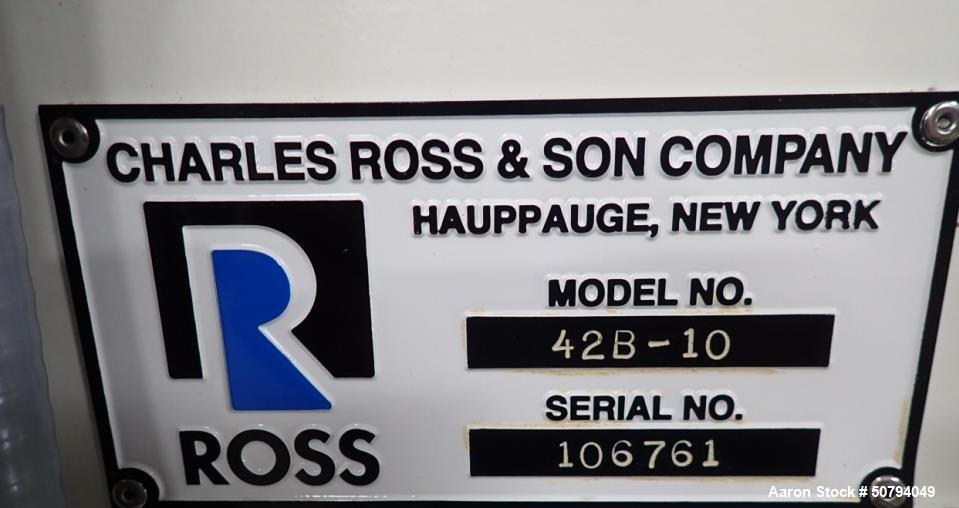 CHARLES ROSS & SON COMPANY
HAUPPAUGE, NEW YORK
R
MODEL NO.
42B-10
SERIAL NO.
106761
ROSS
Aaron Stock # 50794049